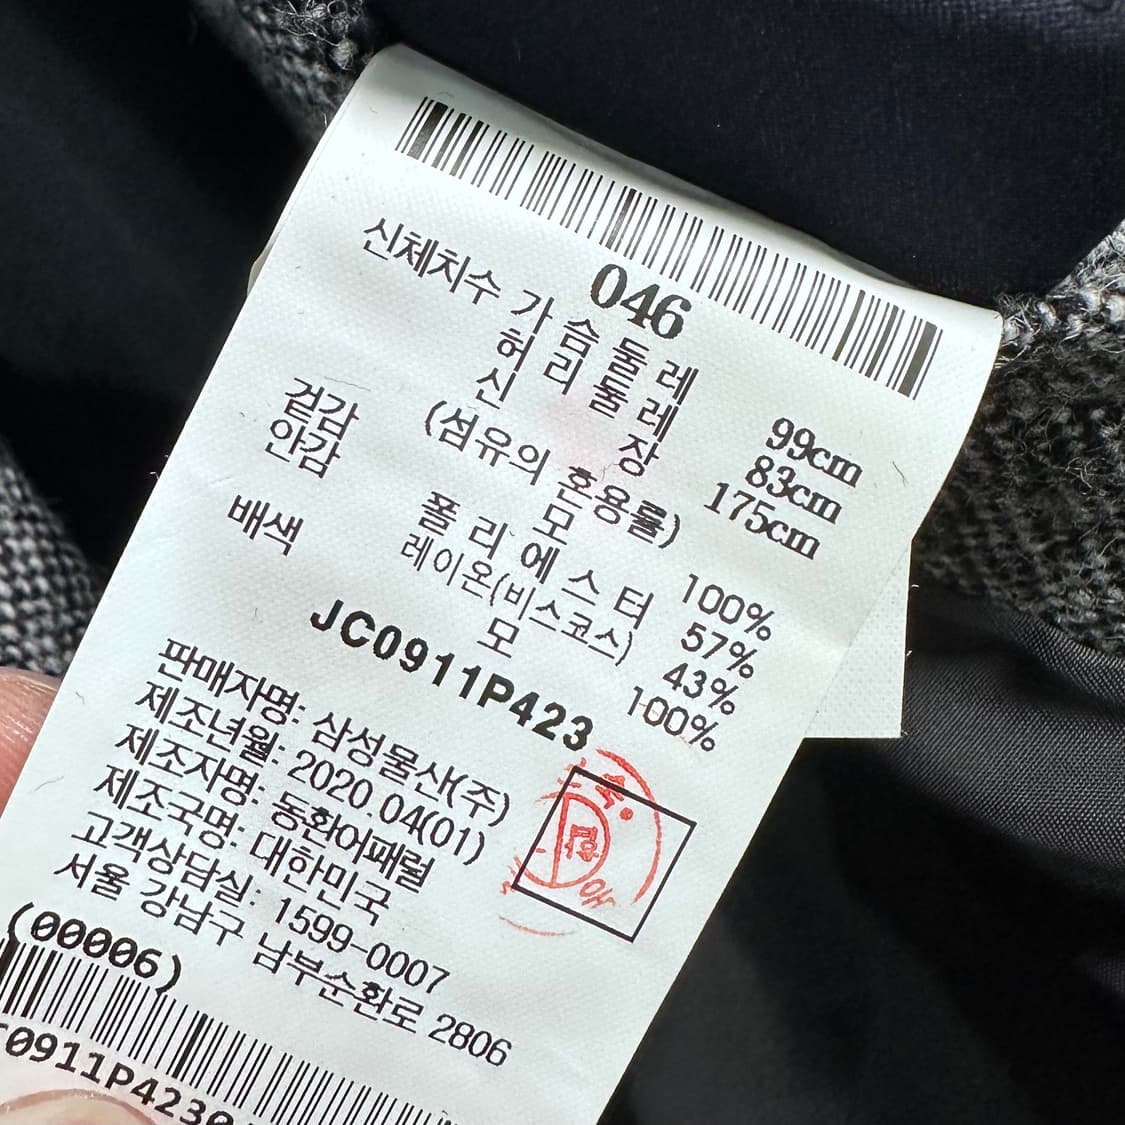 046
신체치수 가슴둘레 99cm
허리둘레 83cm
신장 175cm
(섬유의 혼용률)
겉감 모 100%
안감 폴리에스터 57%
레이온(비스코스) 43%
배색 모 100%
JC0911P423
판매자명: 삼성물산(주)
제조년월: 2020.04(01)
제조자명: 동환어패럴
제조국명: 대한민국
고객상담실: 1599-0007
서울 강남구 남부순환로 2806
(00006)
0911P4230